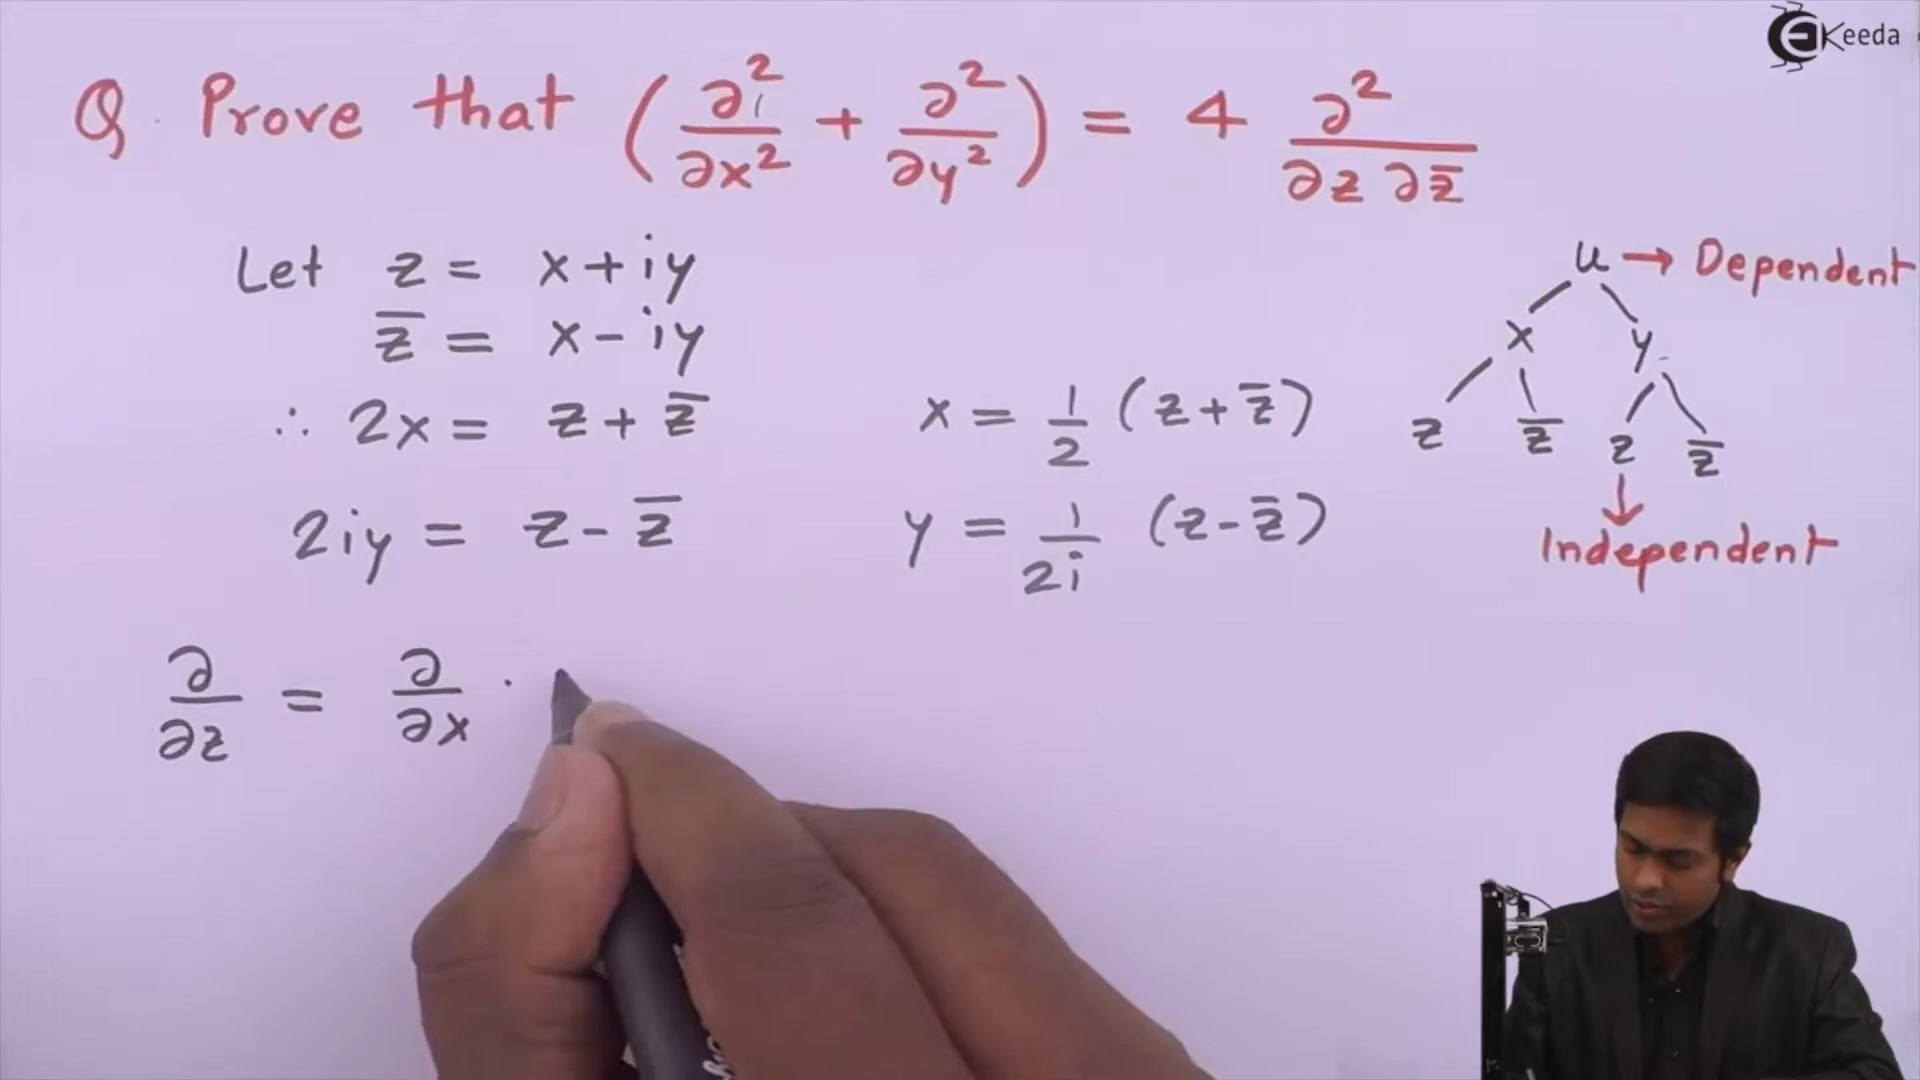 EKeeda
Q. Prove that (∂²/∂x² + ∂²/∂y²) = 4 ∂²/∂z ∂z̅
Let z = x + iy
z̅ = x - iy
∴ 2x = z + z̅
2iy = z - z̅
x = 1/2 (z + z̅)
y = 1/2i (z - z̅)
u → Dependent
x y
z z̅ z z̅
↓
Independent
∂/∂z = ∂/∂x ·